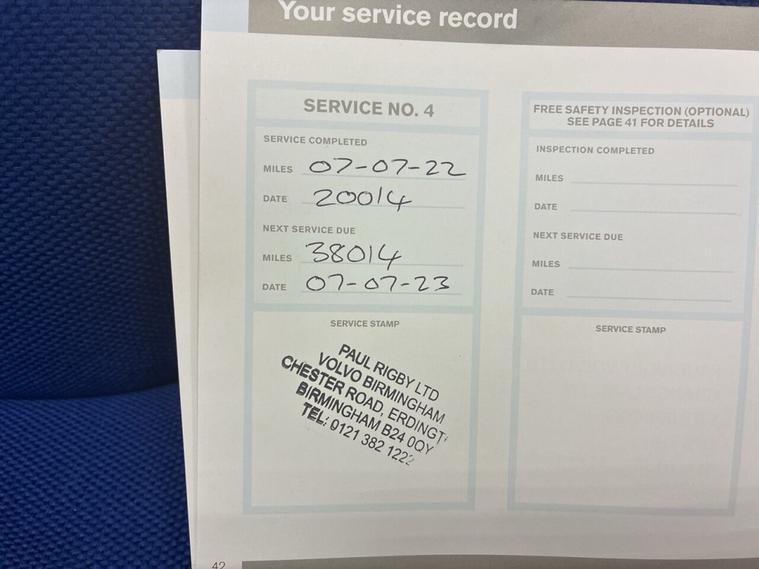 Your service record
SERVICE NO. 4
SERVICE COMPLETED
MILES 07-07-22
DATE 20014
NEXT SERVICE DUE
MILES 38014
DATE 07-07-23
SERVICE STAMP
PAUL RIGBY LTD
VOLVO BIRMINGHAM
CHESTER ROAD, ERDINGT
BIRMINGHAM B24 0QY
TEL: 0121 382 1222
FREE SAFETY INSPECTION (OPTIONAL)
SEE PAGE 41 FOR DETAILS
INSPECTION COMPLETED
MILES
DATE
NEXT SERVICE DUE
MILES
DATE
SERVICE STAMP
42